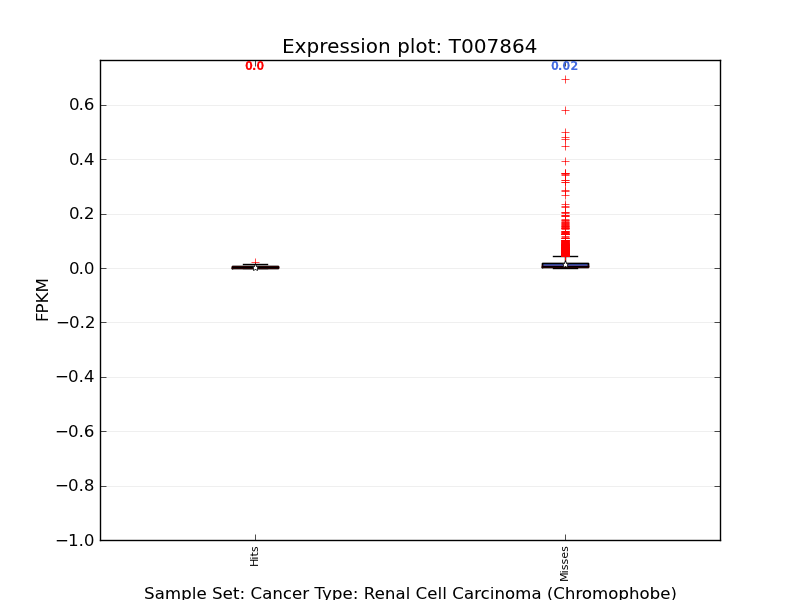 Expression plot: T007864
0.0
0.02
0.6
0.4
0.2
0.0
−0.2
−0.4
−0.6
−0.8
−1.0
FPKM
Hits
Misses
Sample Set: Cancer Type: Renal Cell Carcinoma (Chromophobe)